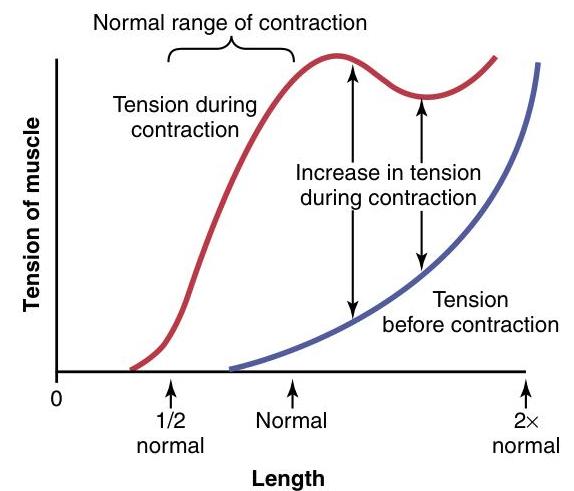 Normal range of contraction
Tension during
contraction
Tension of muscle
Increase in tension
during contraction
Tension
before contraction
0
1/2
normal
Normal
2×
normal
Length